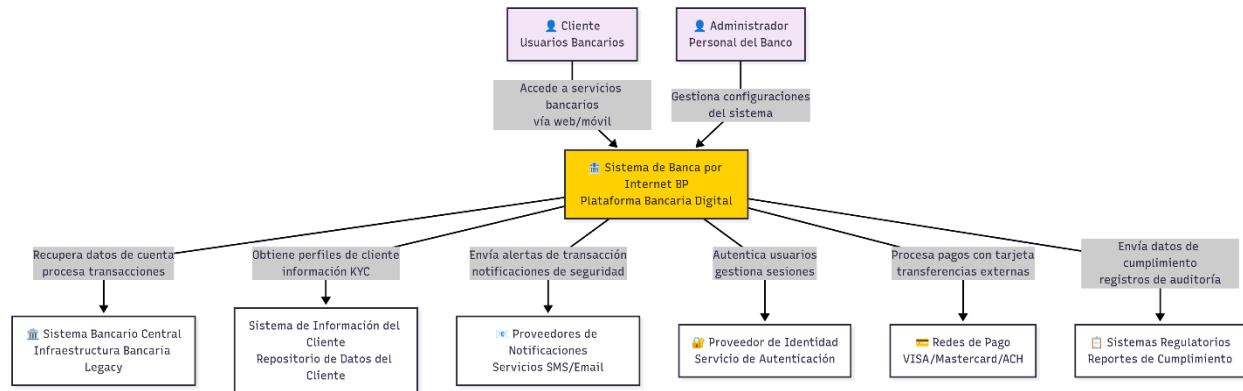 👤 Cliente
Usuarios Bancarios
👤 Administrador
Personal del Banco
Accede a servicios
bancarios
vía web/móvil
Gestiona configuraciones
del sistema
🏦 Sistema de Banca por
Internet BP
Plataforma Bancaria Digital
Recupera datos de cuenta
procesa transacciones
Obtiene perfiles de cliente
información KYC
Envía alertas de transacción
notificaciones de seguridad
Autentica usuarios
gestiona sesiones
Procesa pagos con tarjeta
transferencias externas
Envía datos de
cumplimiento
registros de auditoría
🏛️ Sistema Bancario Central
Infraestructura Bancaria
Legacy
Sistema de Información del
Cliente
Repositorio de Datos del
Cliente
📧 Proveedores de
Notificaciones
Servicios SMS/Email
🔐 Proveedor de Identidad
Servicio de Autenticación
💳 Redes de Pago
VISA/Mastercard/ACH
📋 Sistemas Regulatorios
Reportes de Cumplimiento